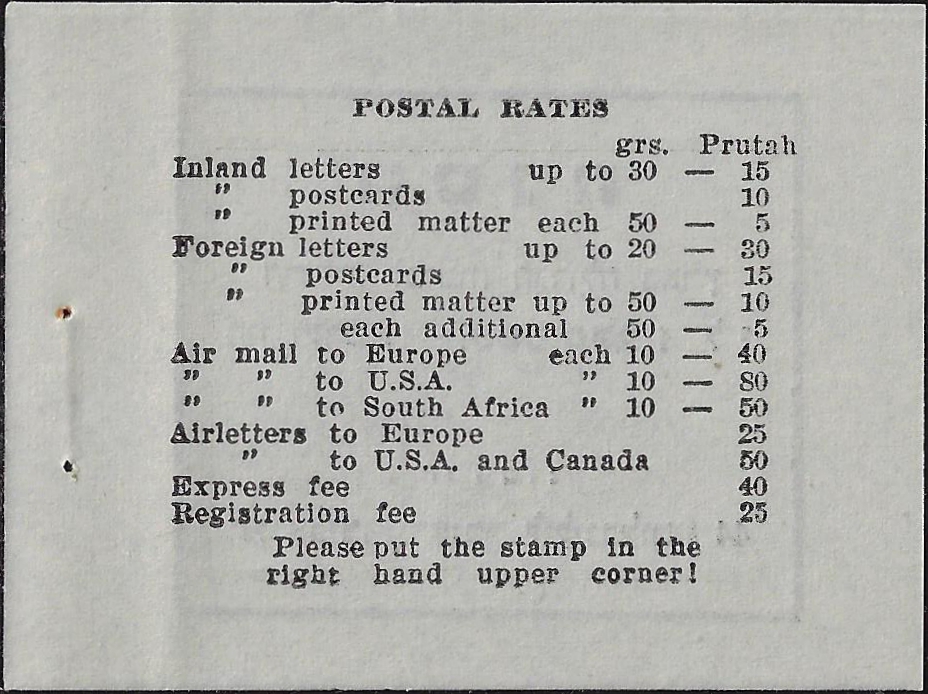 POSTAL RATES
grs. Prutah
Inland letters up to 30 — 15
" postcards 10
" printed matter each 50 — 5
Foreign letters up to 20 — 30
" postcards 15
" printed matter up to 50 — 10
each additional 50 — 5
Air mail to Europe each 10 — 40
" " to U.S.A. " 10 — 80
" " to South Africa " 10 — 50
Airletters to Europe 25
" to U.S.A. and Canada 50
Express fee 40
Registration fee 25
Please put the stamp in the
right hand upper corner!